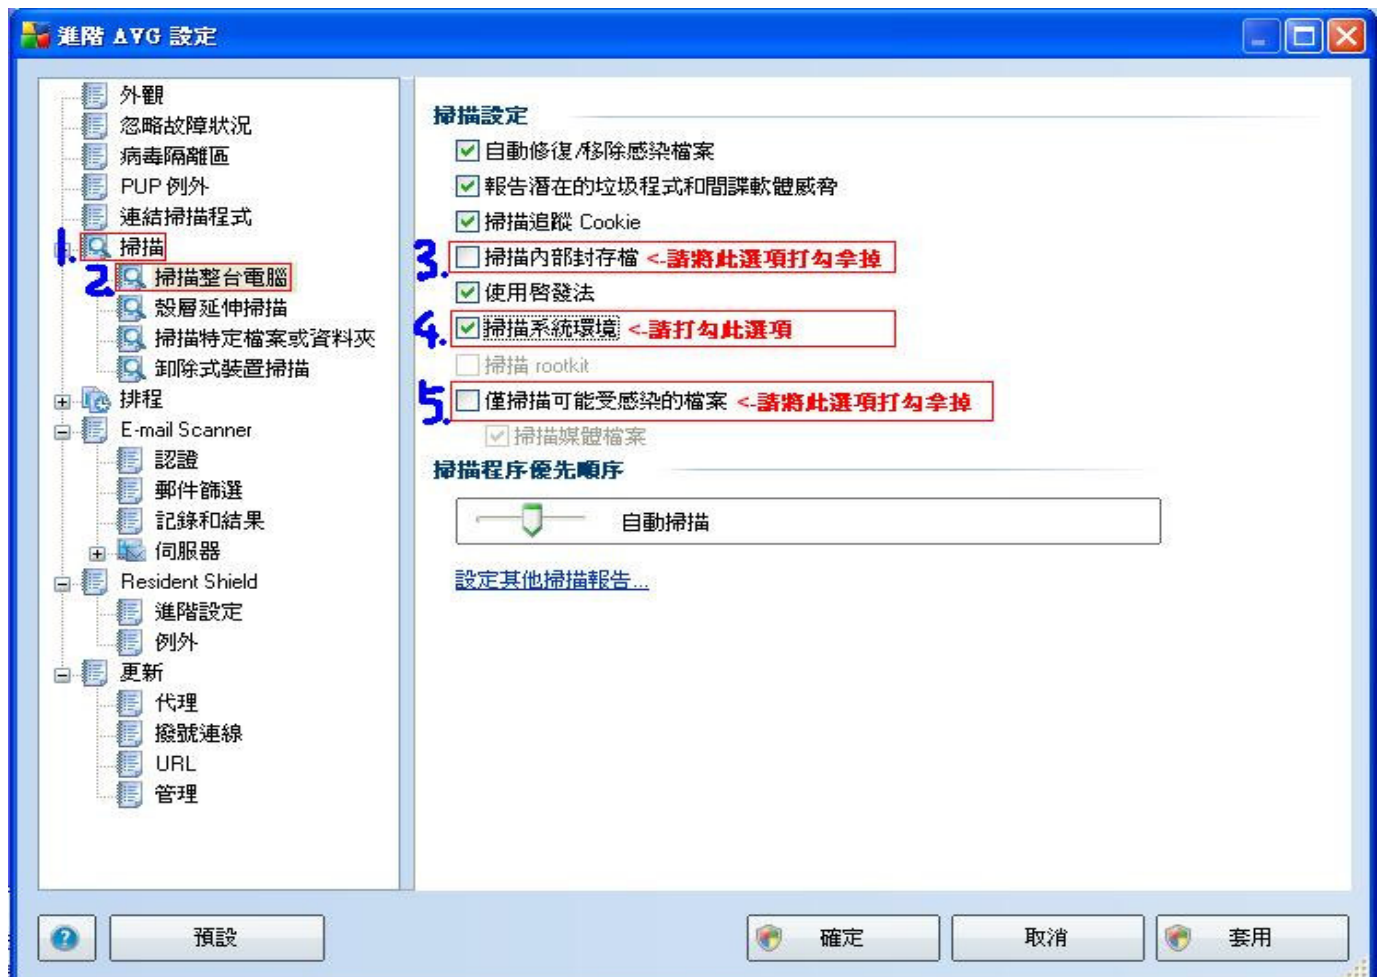 進階 AVG 設定
外觀
忽略故障狀況
病毒隔離區
PUP 例外
連結掃描程式
1. 掃描
2. 掃描整台電腦
殼層延伸掃描
掃描特定檔案或資料夾
卸除式裝置掃描
排程
E-mail Scanner
認證
郵件篩選
記錄和結果
伺服器
Resident Shield
進階設定
例外
更新
代理
撥號連線
URL
管理
掃描設定
自動修復/移除感染檔案
報告潛在的垃圾程式和間諜軟體威脅
掃描追蹤 Cookie
3. 掃描內部封存檔 <-請將此選項打勾拿掉
使用啓發法
4. 掃描系統環境 <-請打勾此選項
掃描 rootkit
5. 僅掃描可能受感染的檔案 <-請將此選項打勾拿掉
掃描媒體檔案
掃描程序優先順序
自動掃描
設定其他掃描報告...
預設
確定
取消
套用